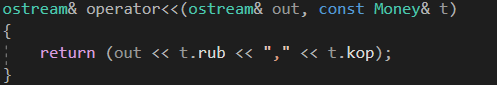 ostream& operator<<(ostream& out, const Money& t)
{
    return (out << t.rub << "," << t.kop);
}